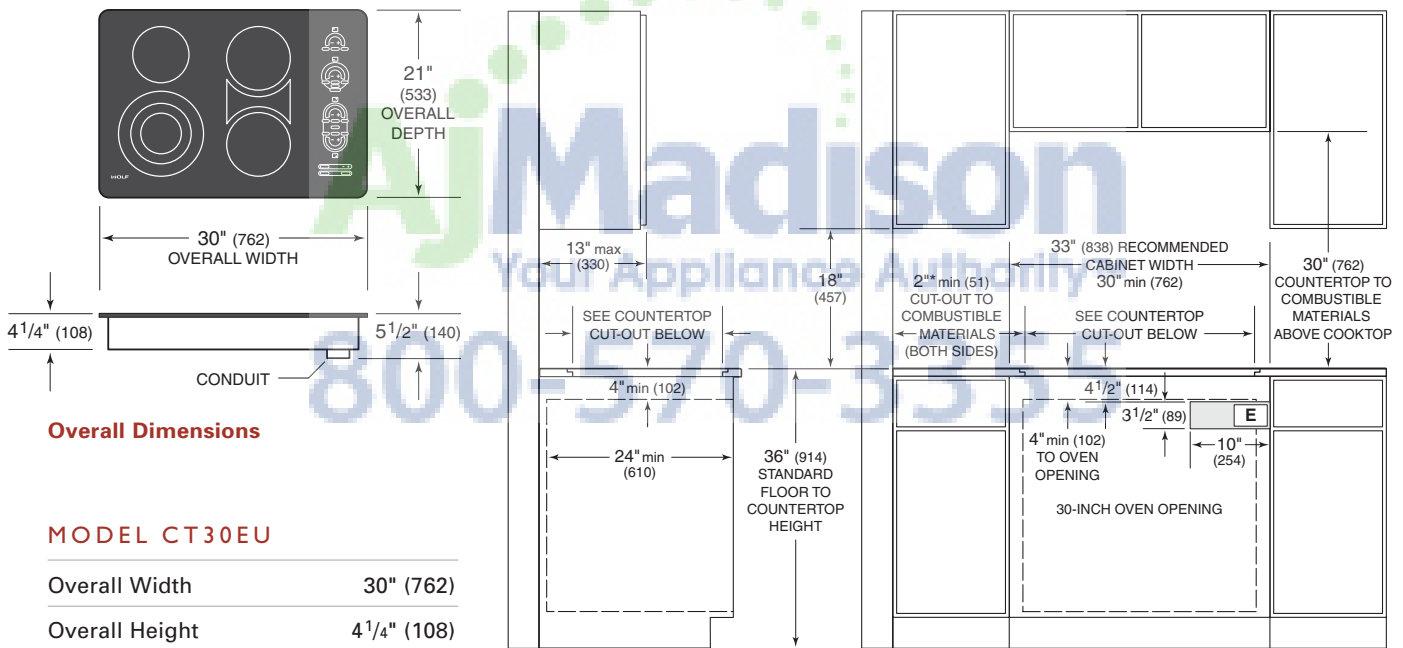 21"
(533)
OVERALL
DEPTH
WOLF
30" (762)
OVERALL WIDTH
4 1/4" (108)
5 1/2" (140)
CONDUIT
Overall Dimensions
MODEL CT30EU
Overall Width 30" (762)
Overall Height 4 1/4" (108)
AjMadison
Your Appliance Authority™
800-570-3355
13" max
(330)
18"
(457)
SEE COUNTERTOP
CUT-OUT BELOW
4" min (102)
24" min
(610)
36" (914)
STANDARD
FLOOR TO
COUNTERTOP
HEIGHT
2"* min (51)
CUT-OUT TO
COMBUSTIBLE
MATERIALS
(BOTH SIDES)
33" (838) RECOMMENDED
CABINET WIDTH
30" min (762)
SEE COUNTERTOP
CUT-OUT BELOW
30" (762)
COUNTERTOP TO
COMBUSTIBLE
MATERIALS
ABOVE COOKTOP
4 1/2" (114)
3 1/2" (89)
E
4" min (102)
TO OVEN
OPENING
10"
(254)
30-INCH OVEN OPENING